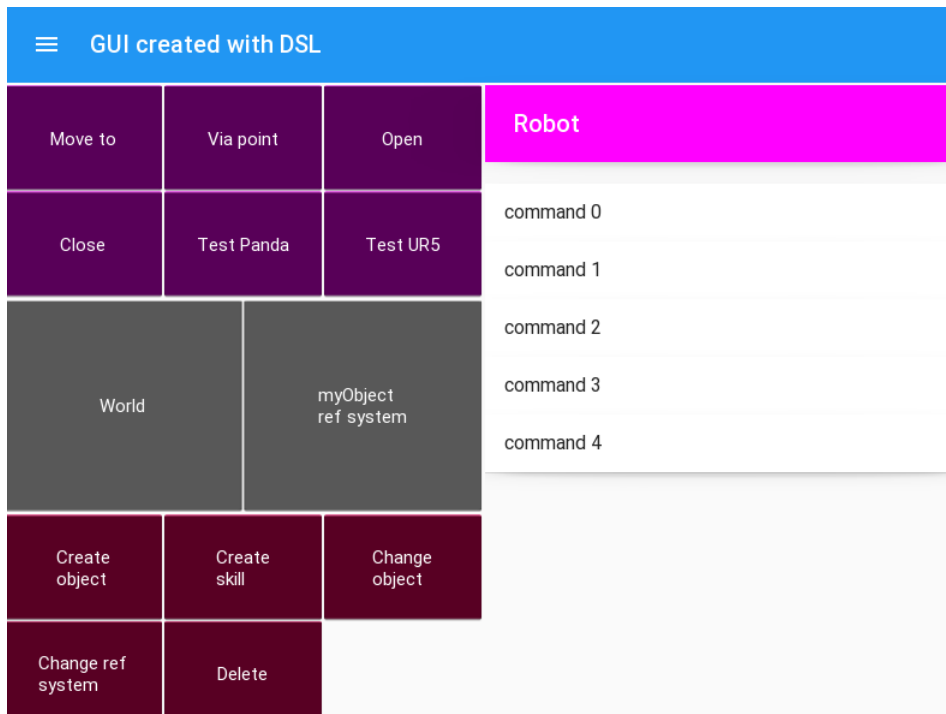 GUI created with DSL
Move to
Via point
Open
Close
Test Panda
Test UR5
World
myObject
ref system
Create
object
Create
skill
Change
object
Change ref
system
Delete
Robot
command 0
command 1
command 2
command 3
command 4